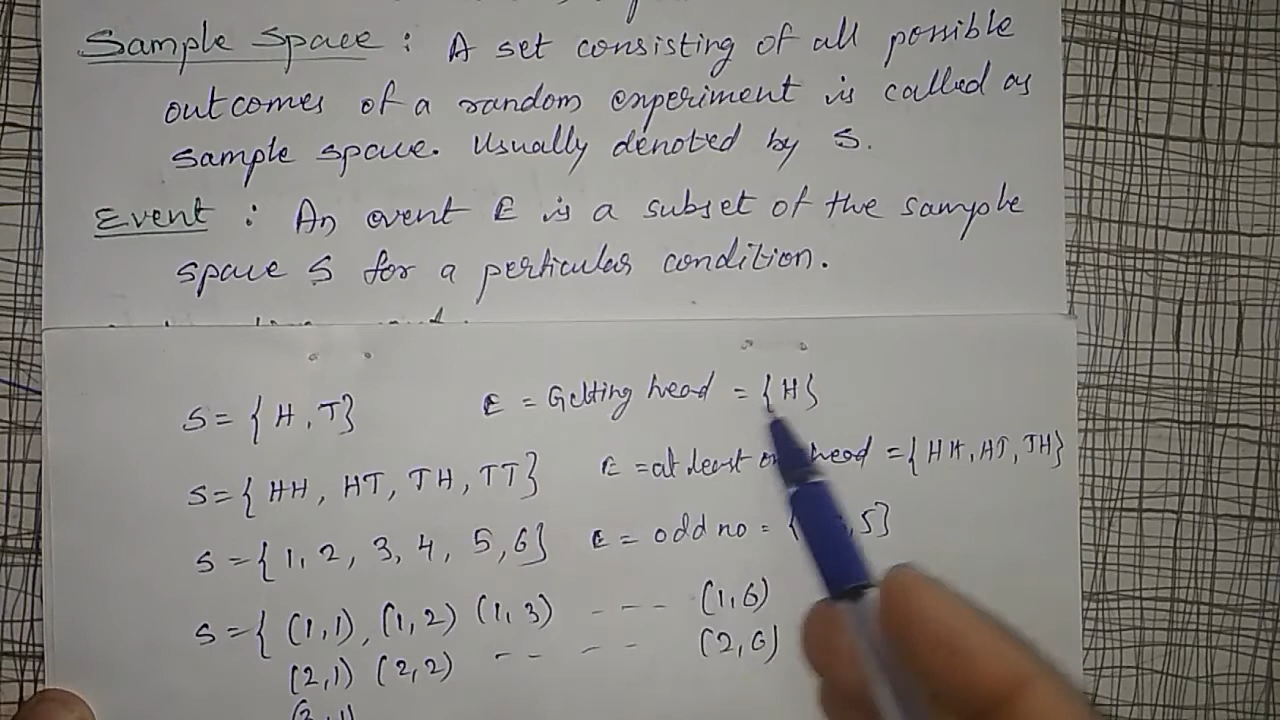 Sample Space : A set consisting of all possible
outcomes of a random experiment is called as
sample space. Usually denoted by S.
Event : An event E is a subset of the sample
space S for a perticular condition.
S = { H , T } E = Getting head = { H }
S = { HH , HT , TH , TT } E = at least head = { HH , HT , TH }
S = { 1 , 2 , 3 , 4 , 5 , 6 } E = odd no = { , 5 }
S = { (1,1) , (1,2) (1,3) - - - (1,6)
(2,1) (2,2) - - - - (2,6)